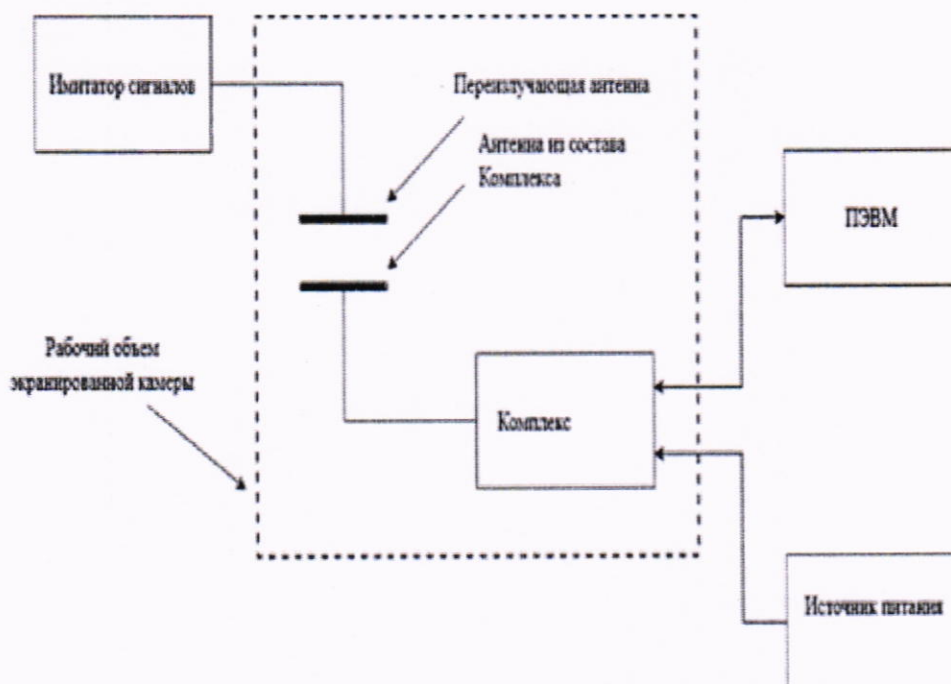 Имитатор сигналов
Переизлучающая антенна
Антенна из состава
Комплекса
ПЭВМ
Рабочий объем
экранированной камеры
Комплекс
Источник питания